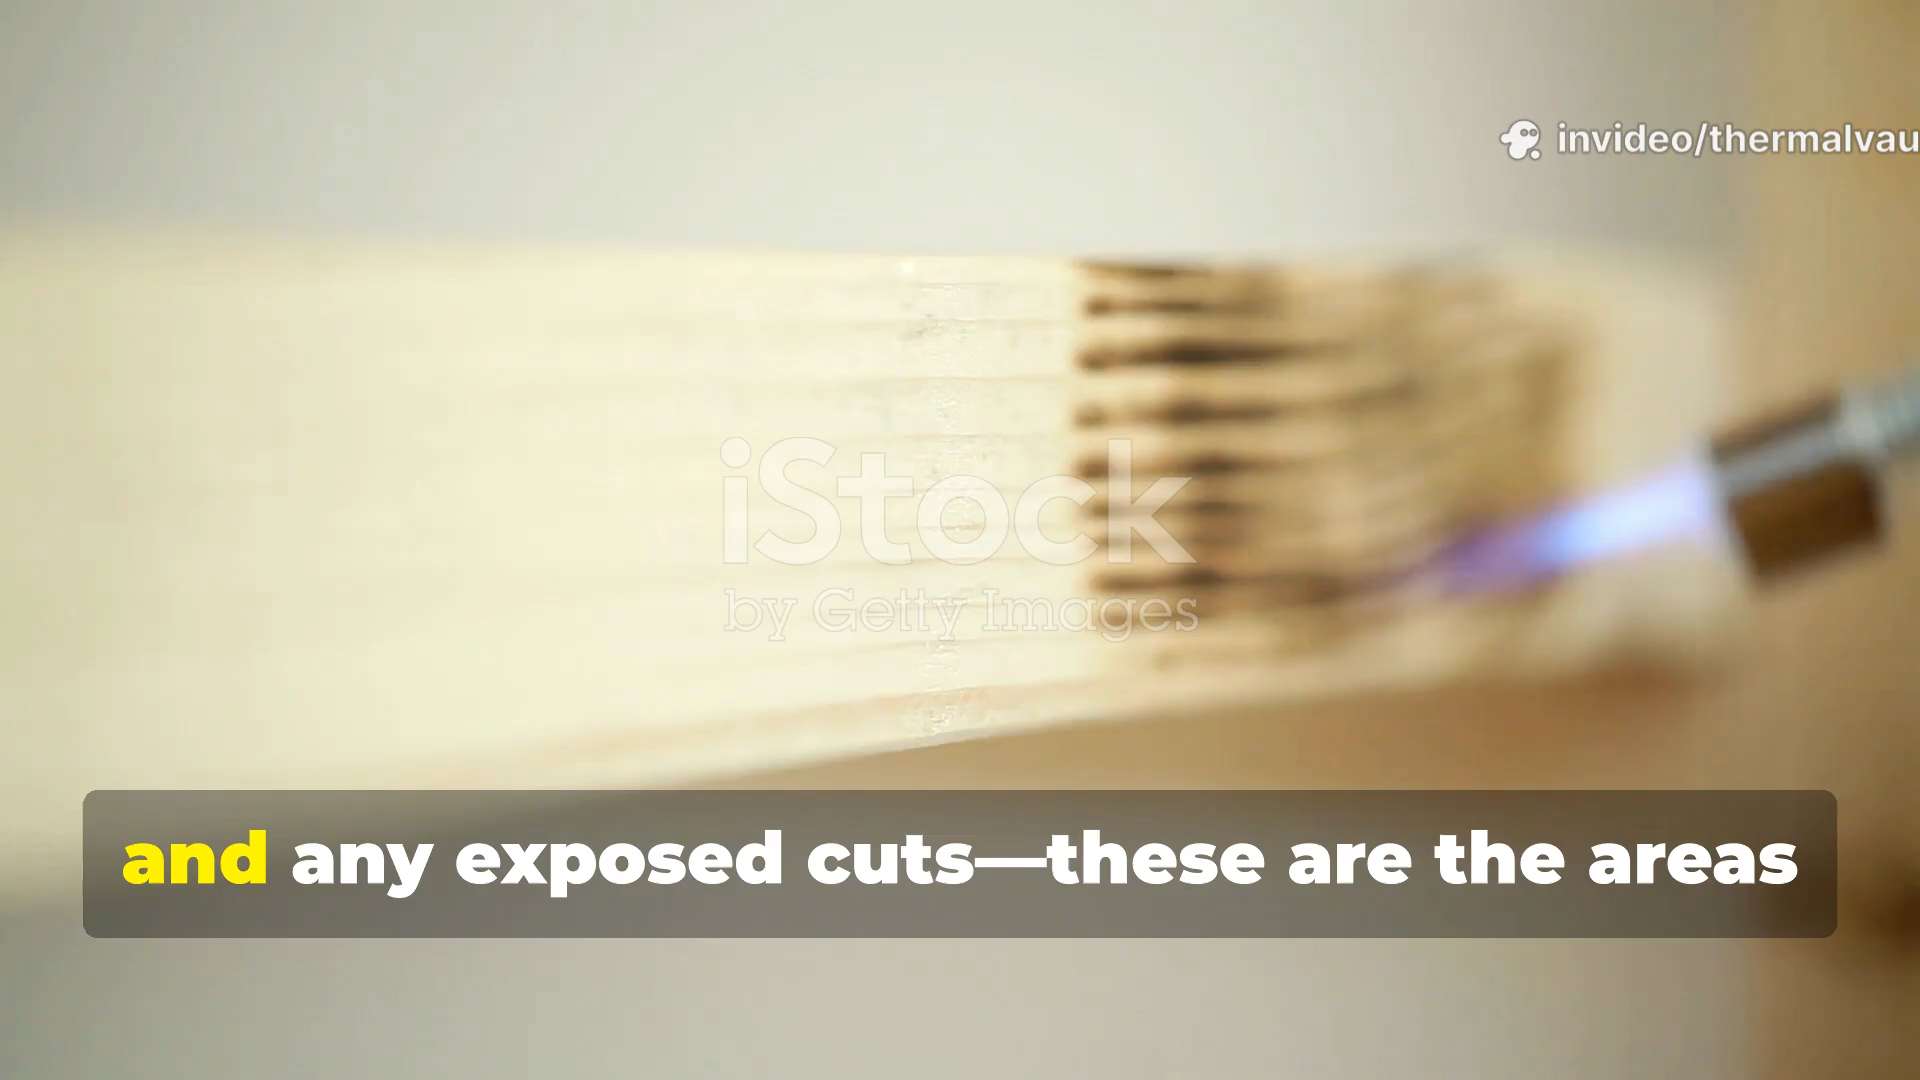 invideo/thermalvau
iStock
by Getty Images
and any exposed cuts—these are the areas